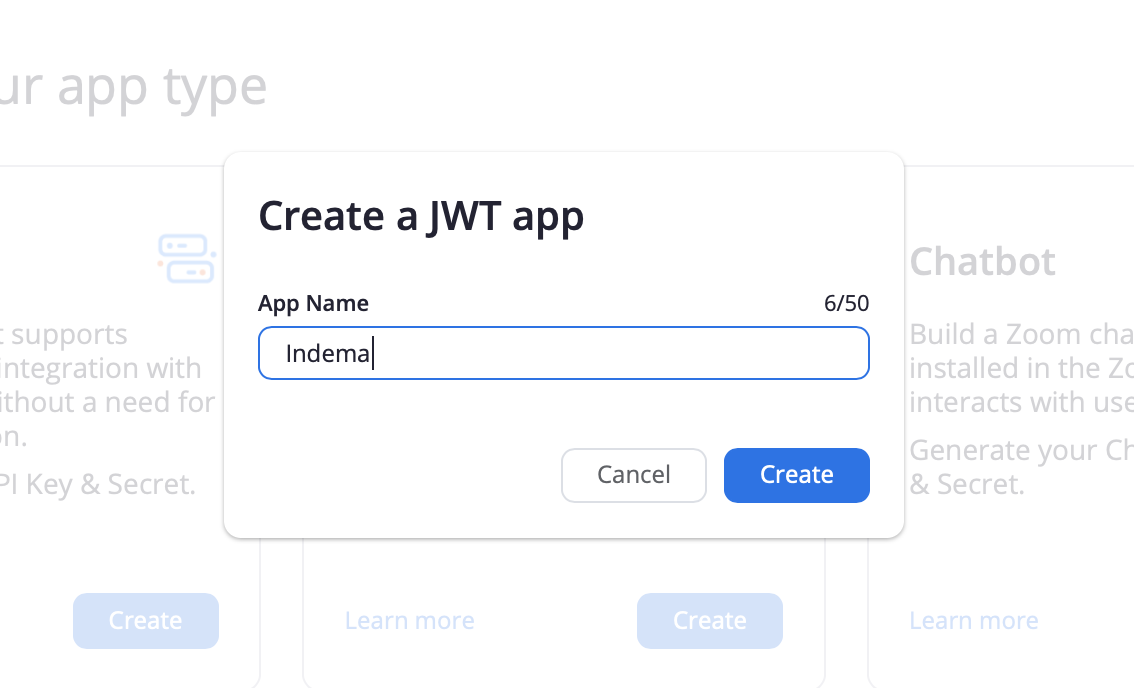 ur app type
Create a JWT app
App Name
6/50
Indema
Cancel
Create
t supports
integration with
ithout a need for
on.
PI Key & Secret.
Create
Learn more
Create
Chatbot
Build a Zoom cha
installed in the Zo
interacts with use
Generate your Ch
& Secret.
Learn more